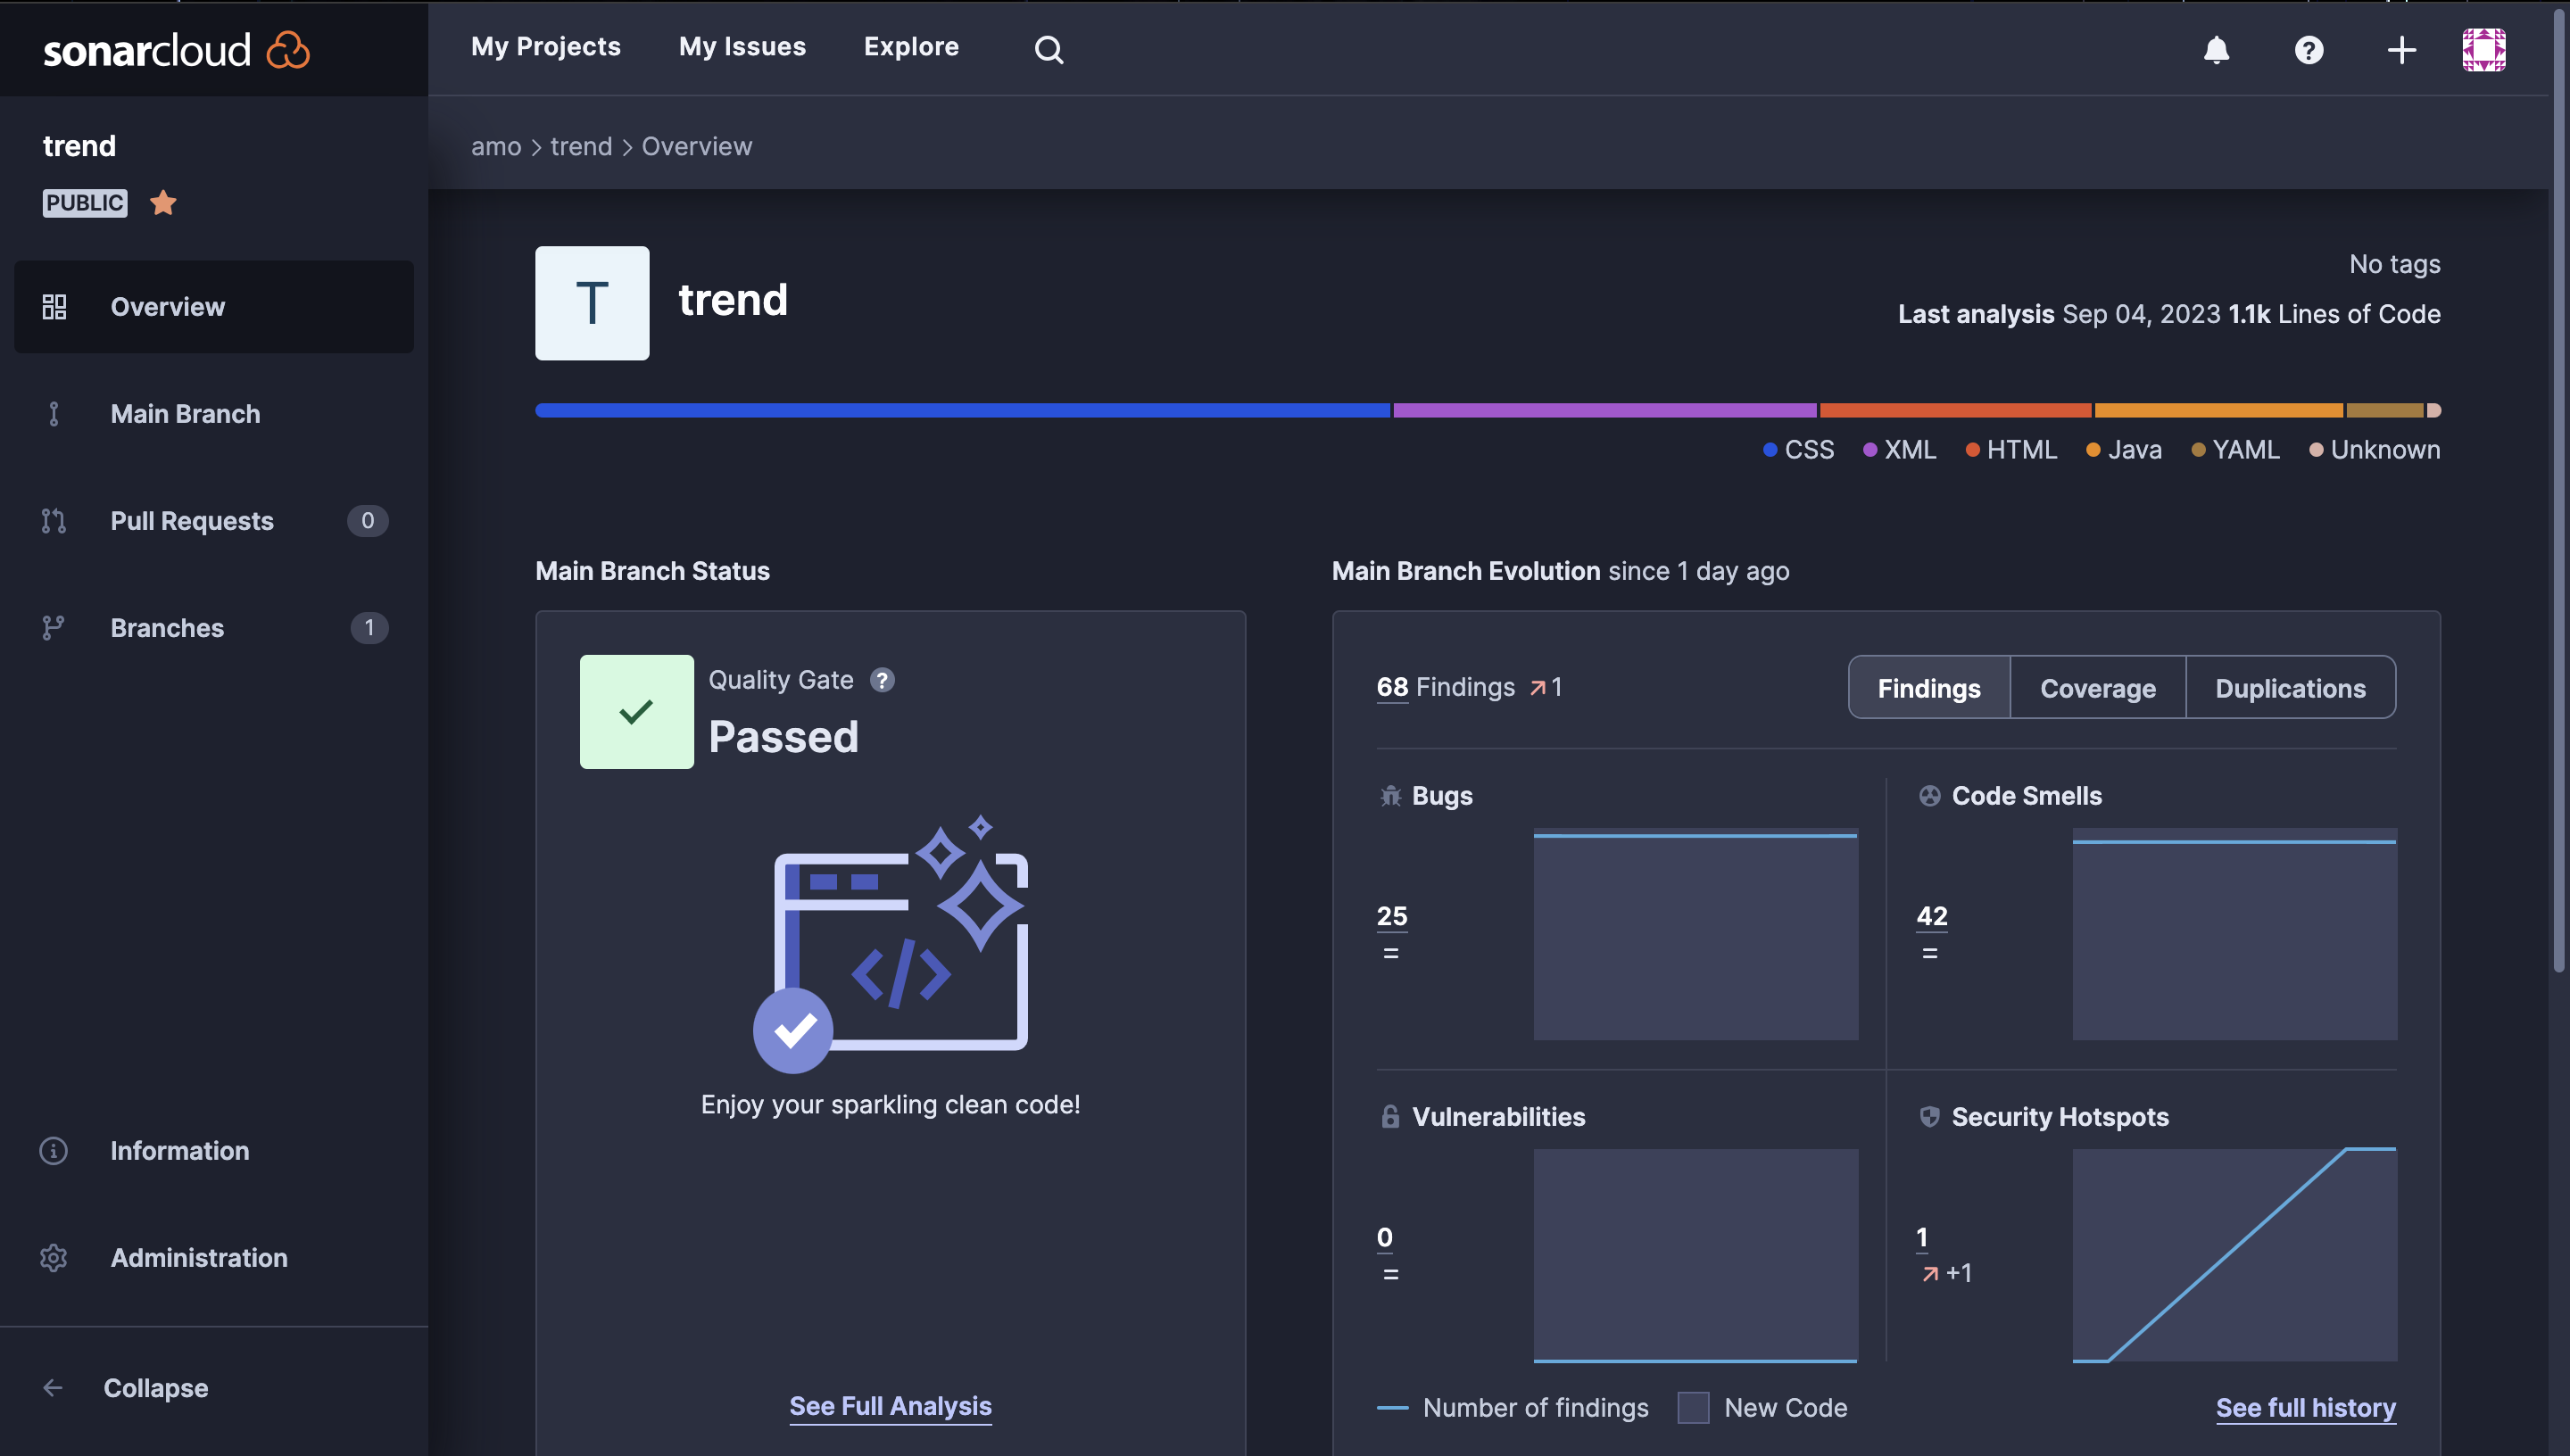 sonarcloud
My Projects My Issues Explore
trend
PUBLIC
Overview
Main Branch
Pull Requests 0
Branches 1
Information
Administration
Collapse
amo > trend > Overview
T trend
No tags
Last analysis Sep 04, 2023 1.1k Lines of Code
CSS XML HTML Java YAML Unknown
Main Branch Status
Quality Gate ?
Passed
</>
Enjoy your sparkling clean code!
See Full Analysis
Main Branch Evolution since 1 day ago
68 Findings 1
Findings Coverage Duplications
Bugs
25
=
Code Smells
42
=
Vulnerabilities
0
=
Security Hotspots
1
+1
Number of findings New Code
See full history